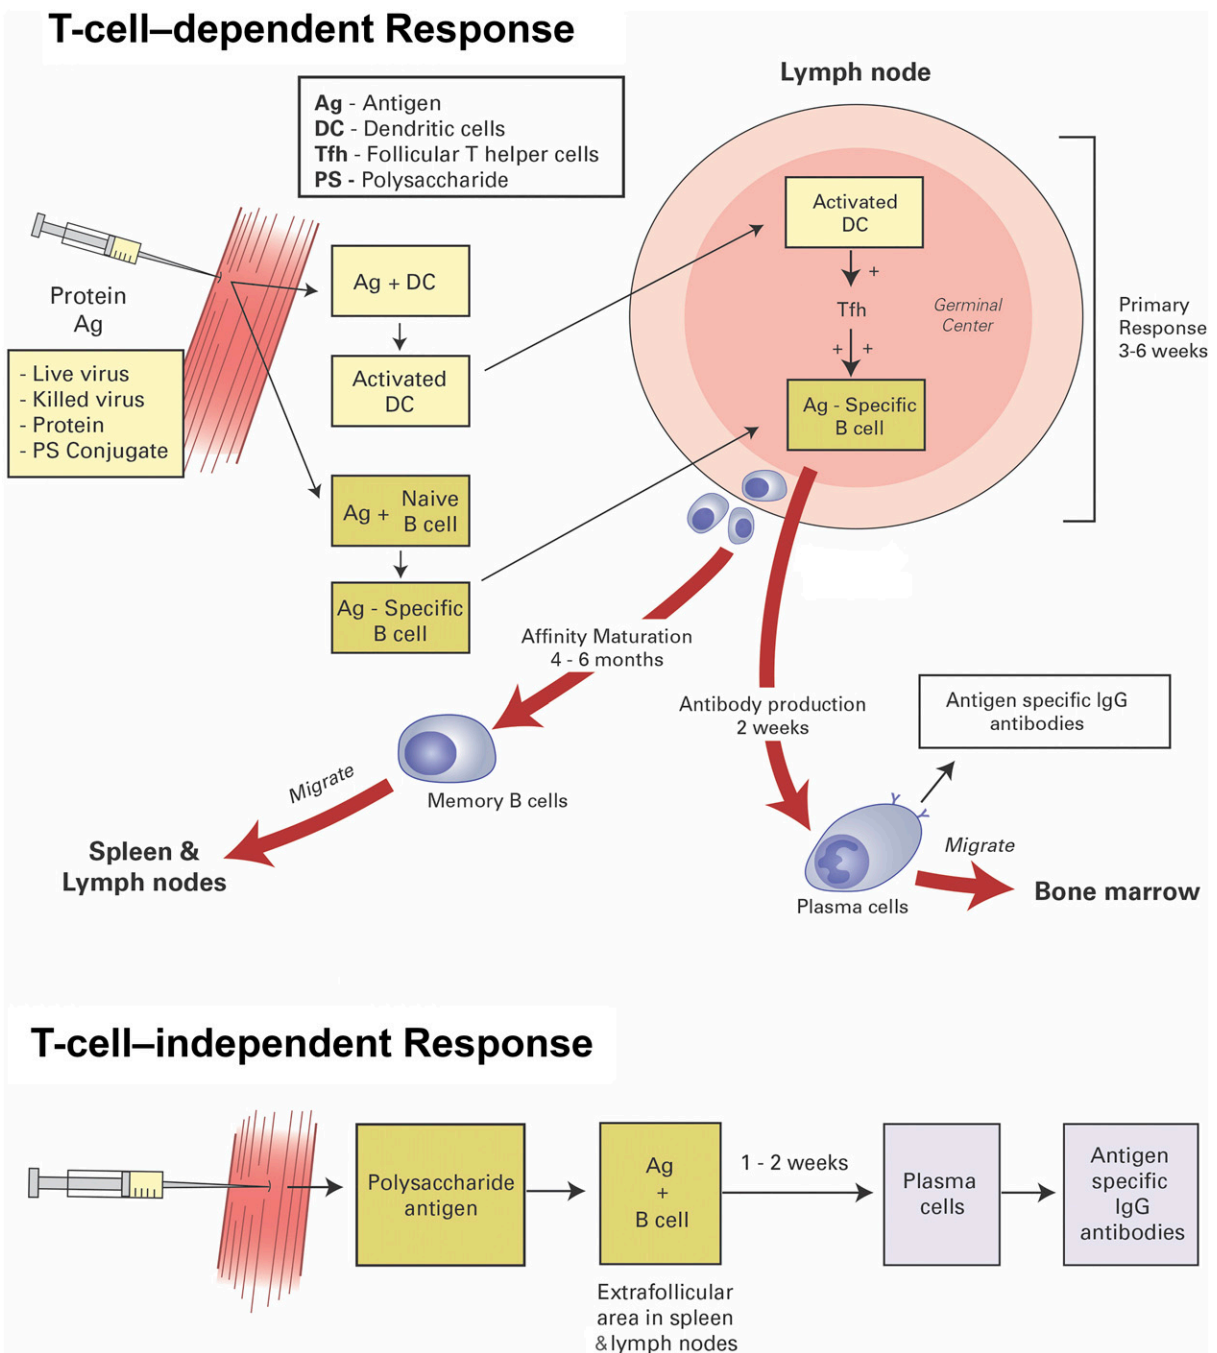 T-cell–dependent Response
Ag - Antigen
DC - Dendritic cells
Tfh - Follicular T helper cells
PS - Polysaccharide
Lymph node
Protein
Ag
- Live virus
- Killed virus
- Protein
- PS Conjugate
Ag + DC
Activated
DC
Ag + Naive
B cell
Ag - Specific
B cell
Activated
DC
+
Tfh
+ +
Germinal
Center
Ag - Specific
B cell
Primary
Response
3-6 weeks
Affinity Maturation
4 - 6 months
Antibody production
2 weeks
Antigen specific IgG
antibodies
Memory B cells
Migrate
Spleen &
Lymph nodes
Plasma cells
Migrate
Bone marrow
T-cell–independent Response
Polysaccharide
antigen
Ag
+
B cell
Extrafollicular
area in spleen
& lymph nodes
1 - 2 weeks
Plasma
cells
Antigen
specific
IgG
antibodies